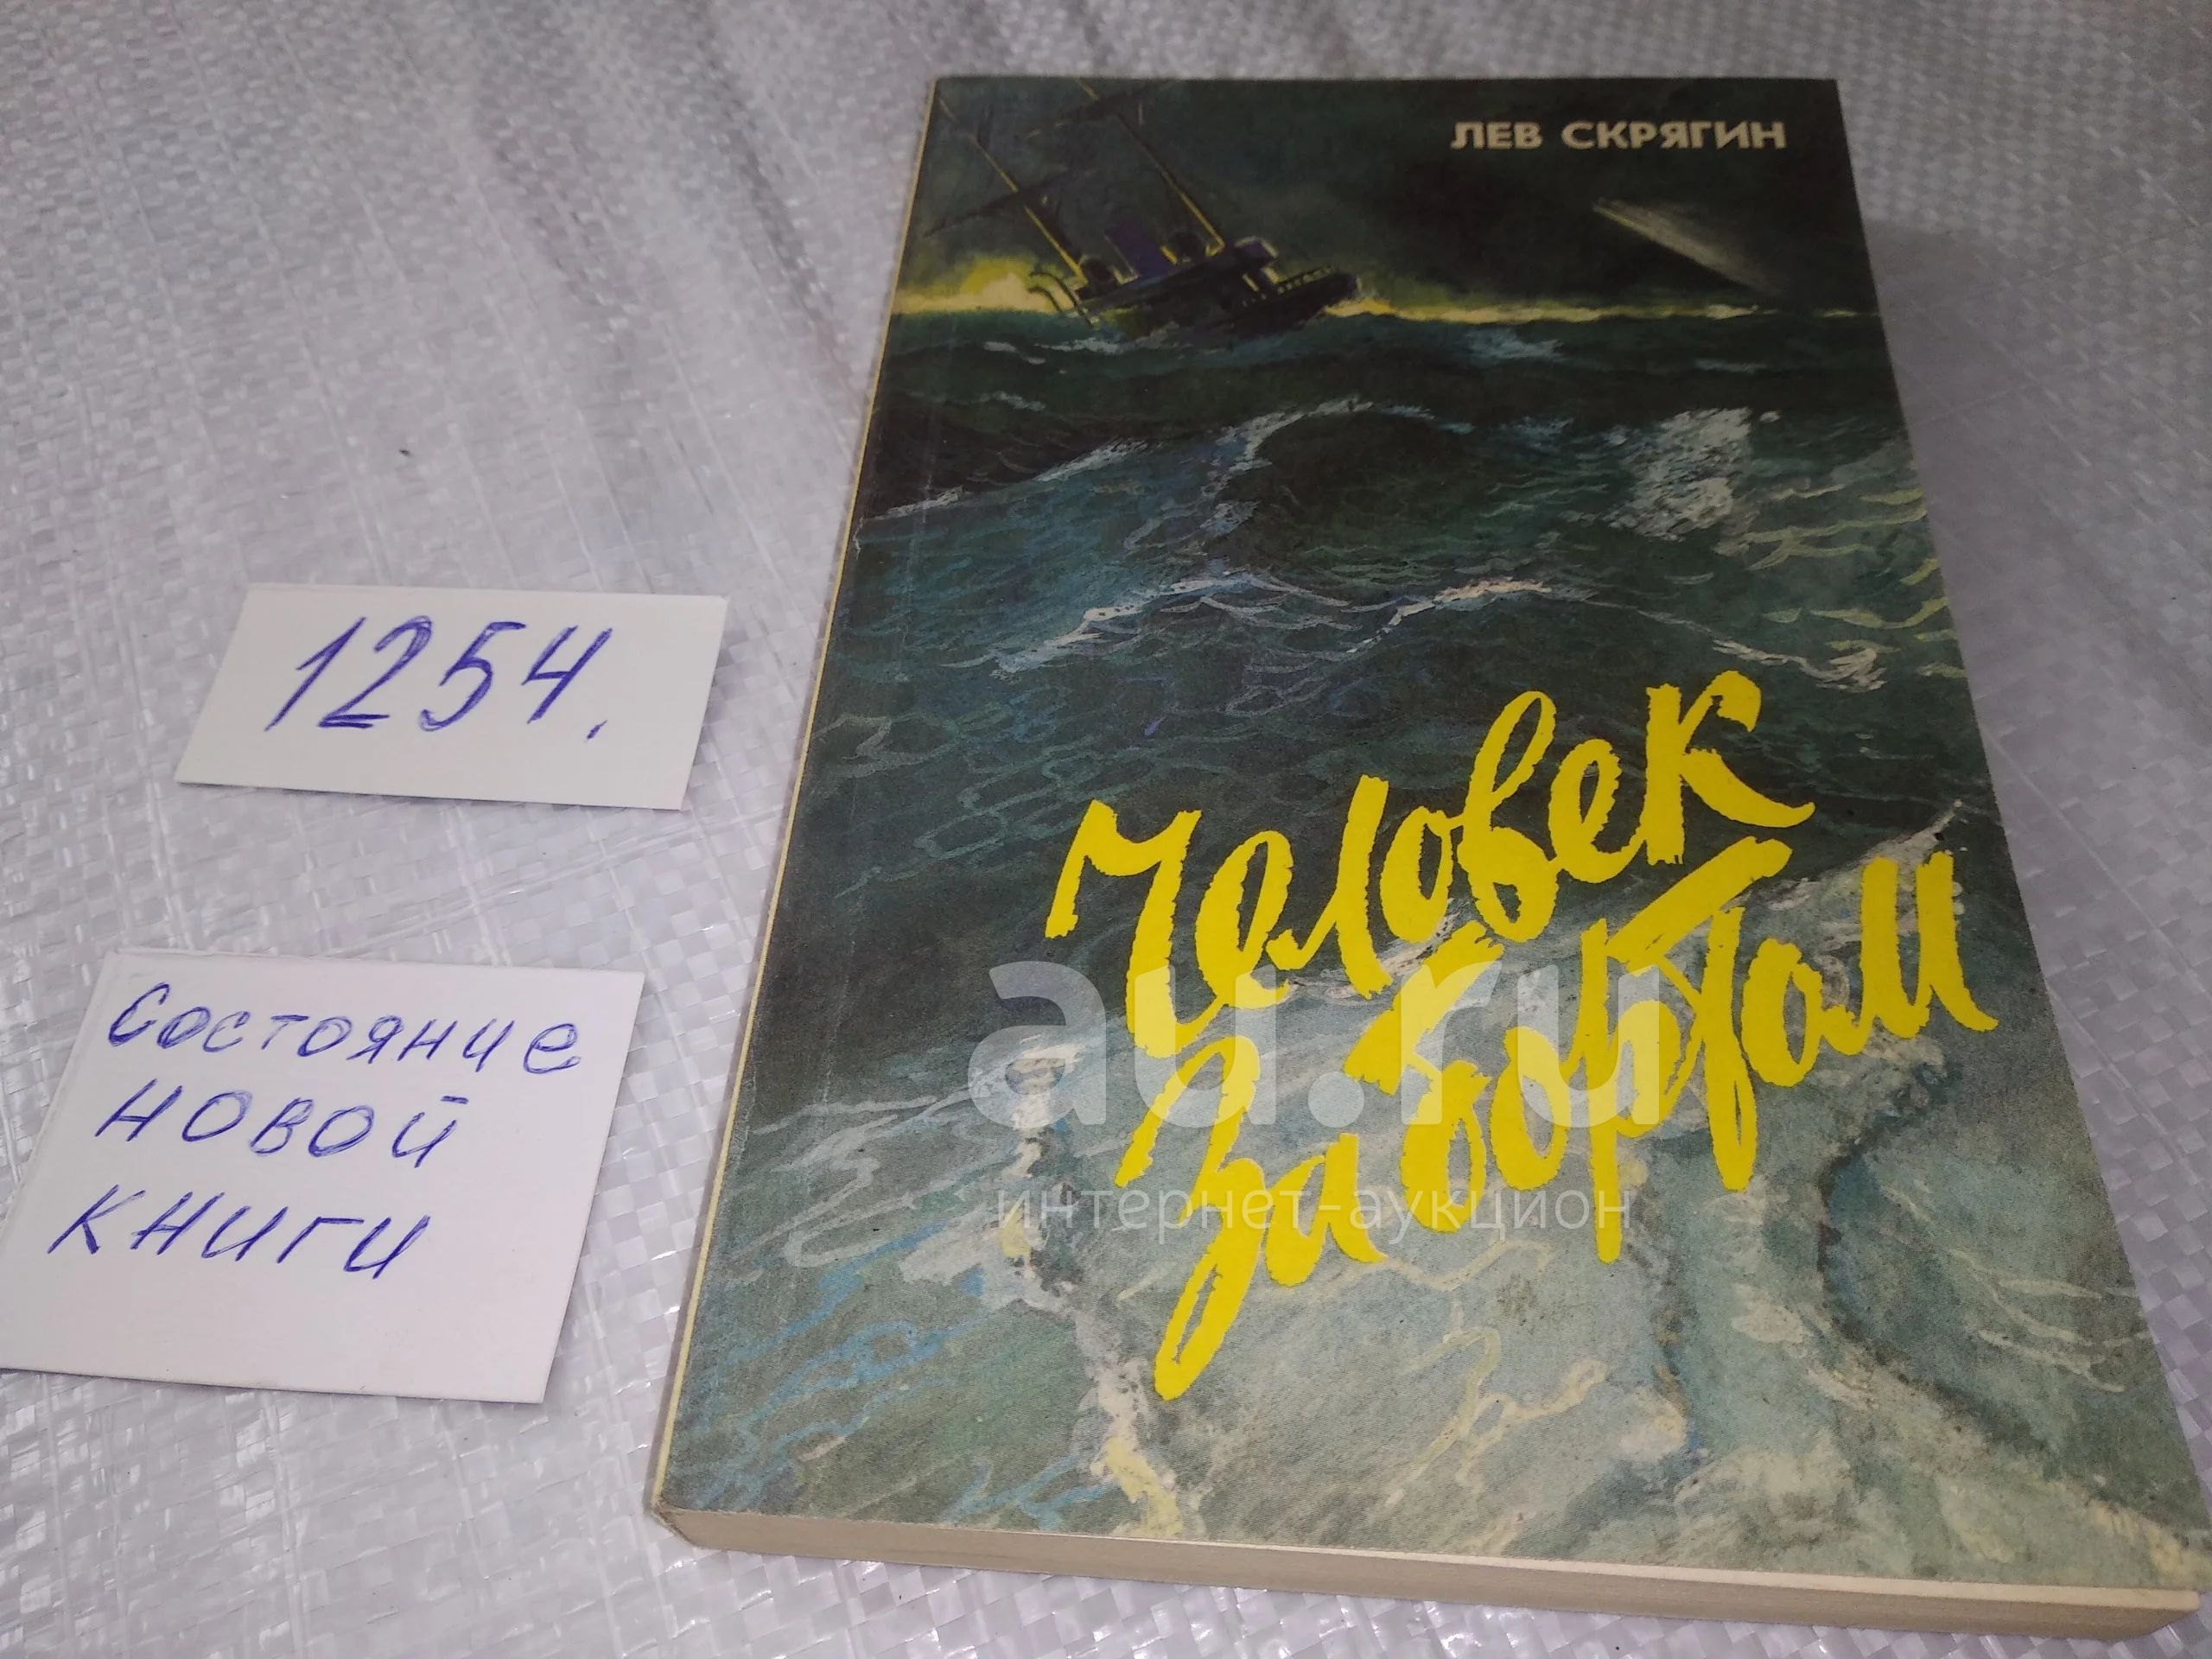 ЛЕВ СКРЯГИН
1254.
Человек
за бортом
Состояние
новой
книги
au.ru
интернет-аукцион